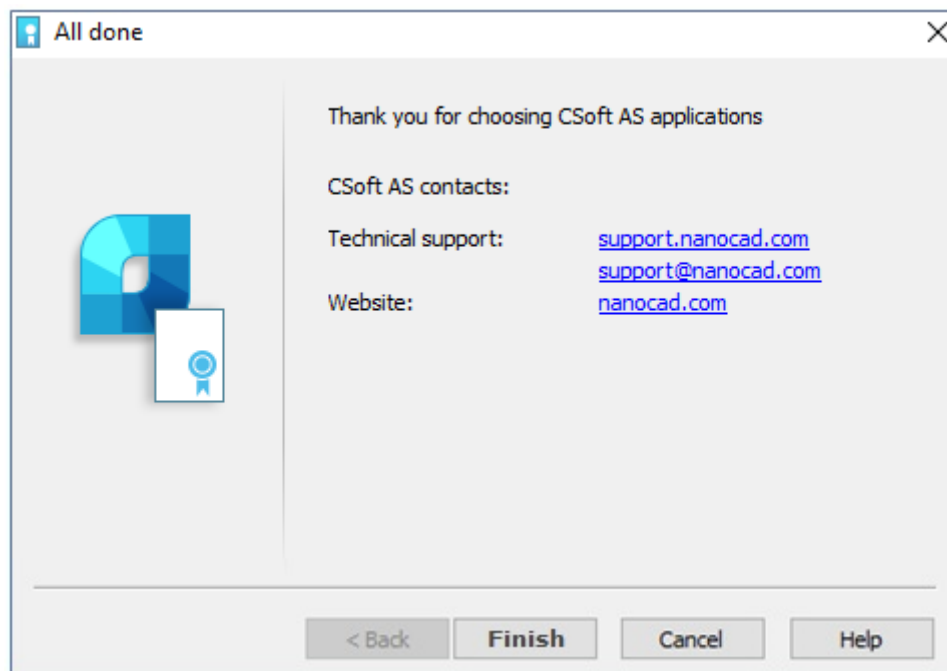 All done
Thank you for choosing CSoft AS applications
CSoft AS contacts:
Technical support: support.nanocad.com
support@nanocad.com
Website: nanocad.com
< Back Finish Cancel Help